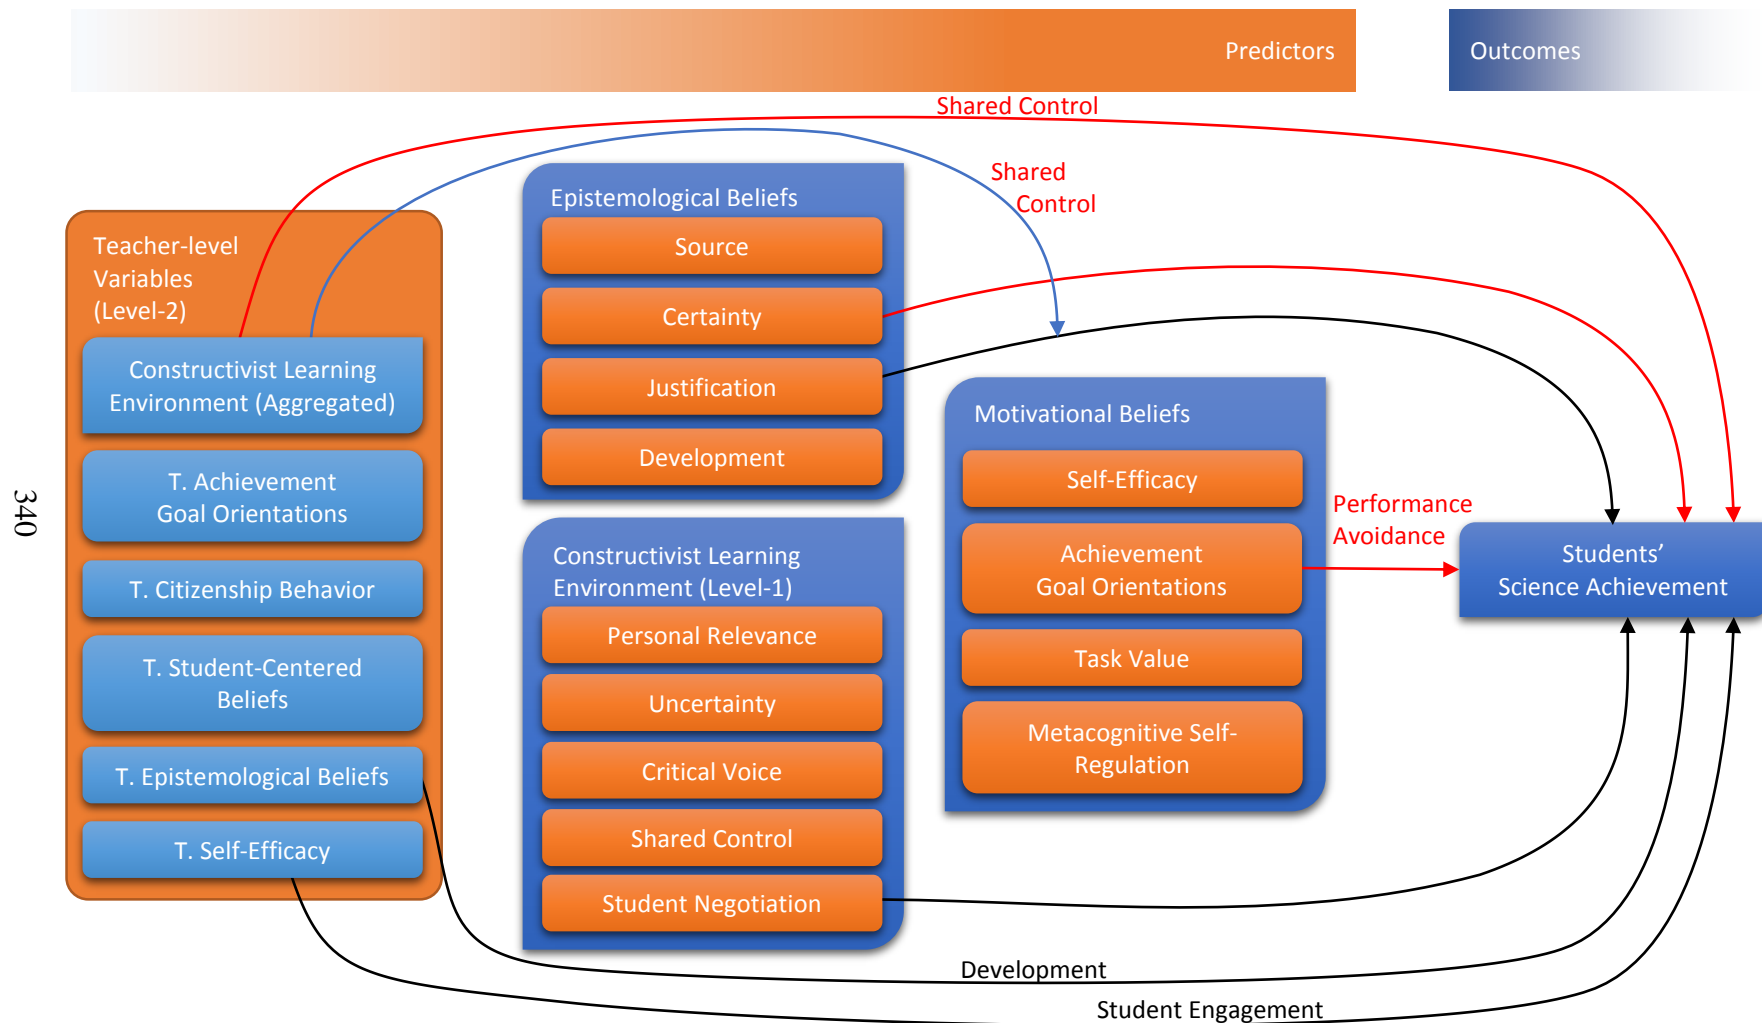 Predictors
Outcomes
Shared Control
Shared
Control
Teacher-level
Variables
(Level-2)
Constructivist Learning
Environment (Aggregated)
T. Achievement
Goal Orientations
T. Citizenship Behavior
T. Student-Centered
Beliefs
T. Epistemological Beliefs
T. Self-Efficacy
340
Epistemological Beliefs
Source
Certainty
Justification
Development
Constructivist Learning
Environment (Level-1)
Personal Relevance
Uncertainty
Critical Voice
Shared Control
Student Negotiation
Motivational Beliefs
Self-Efficacy
Achievement
Goal Orientations
Task Value
Metacognitive Self-
Regulation
Performance
Avoidance
Students’
Science Achievement
Development
Student Engagement